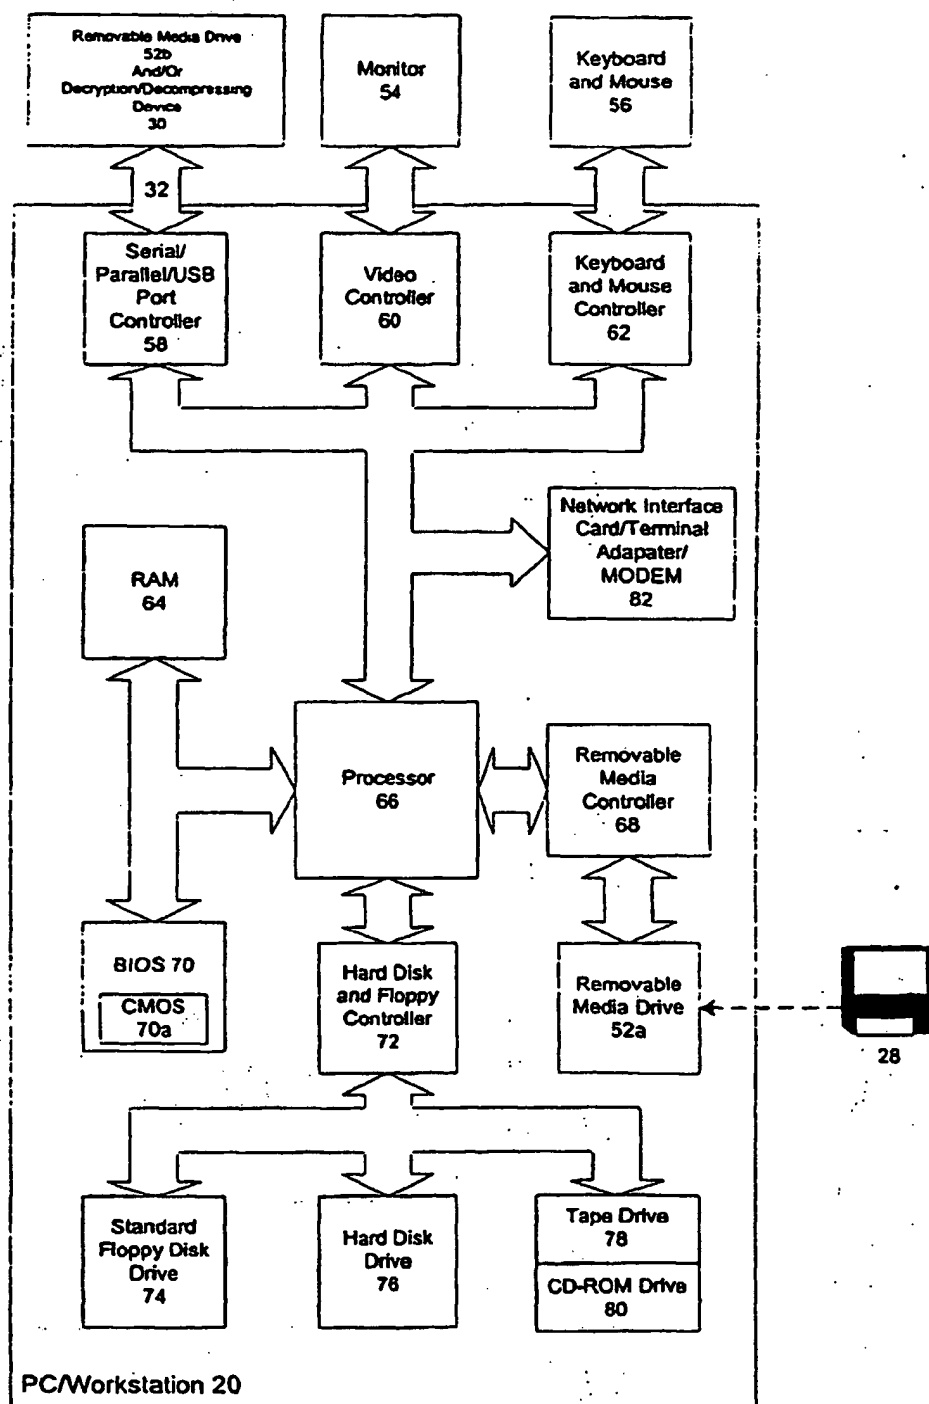 Removable Media Drive
52b
And/Or
Decryption/Decompressing
Device
30
Monitor
54
Keyboard
and Mouse
56
32
Serial/
Parallel/USB
Port
Controller
58
Video
Controller
60
Keyboard
and Mouse
Controller
62
Network Interface
Card/Terminal
Adapater/
MODEM
82
RAM
64
Processor
66
Removable
Media
Controller
68
BIOS 70
CMOS
70a
Hard Disk
and Floppy
Controller
72
Removable
Media Drive
52a
28
Standard
Floppy Disk
Drive
74
Hard Disk
Drive
76
Tape Drive
78
CD-ROM Drive
80
PC/Workstation 20